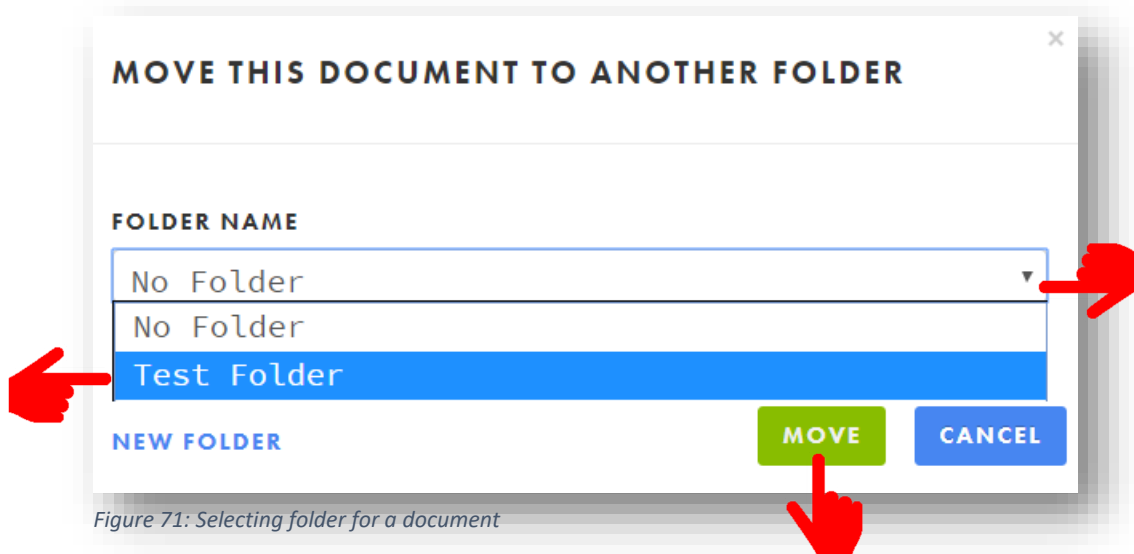 MOVE THIS DOCUMENT TO ANOTHER FOLDER
×
FOLDER NAME
No Folder
No Folder
Test Folder
NEW FOLDER
MOVE
CANCEL
Figure 71: Selecting folder for a document